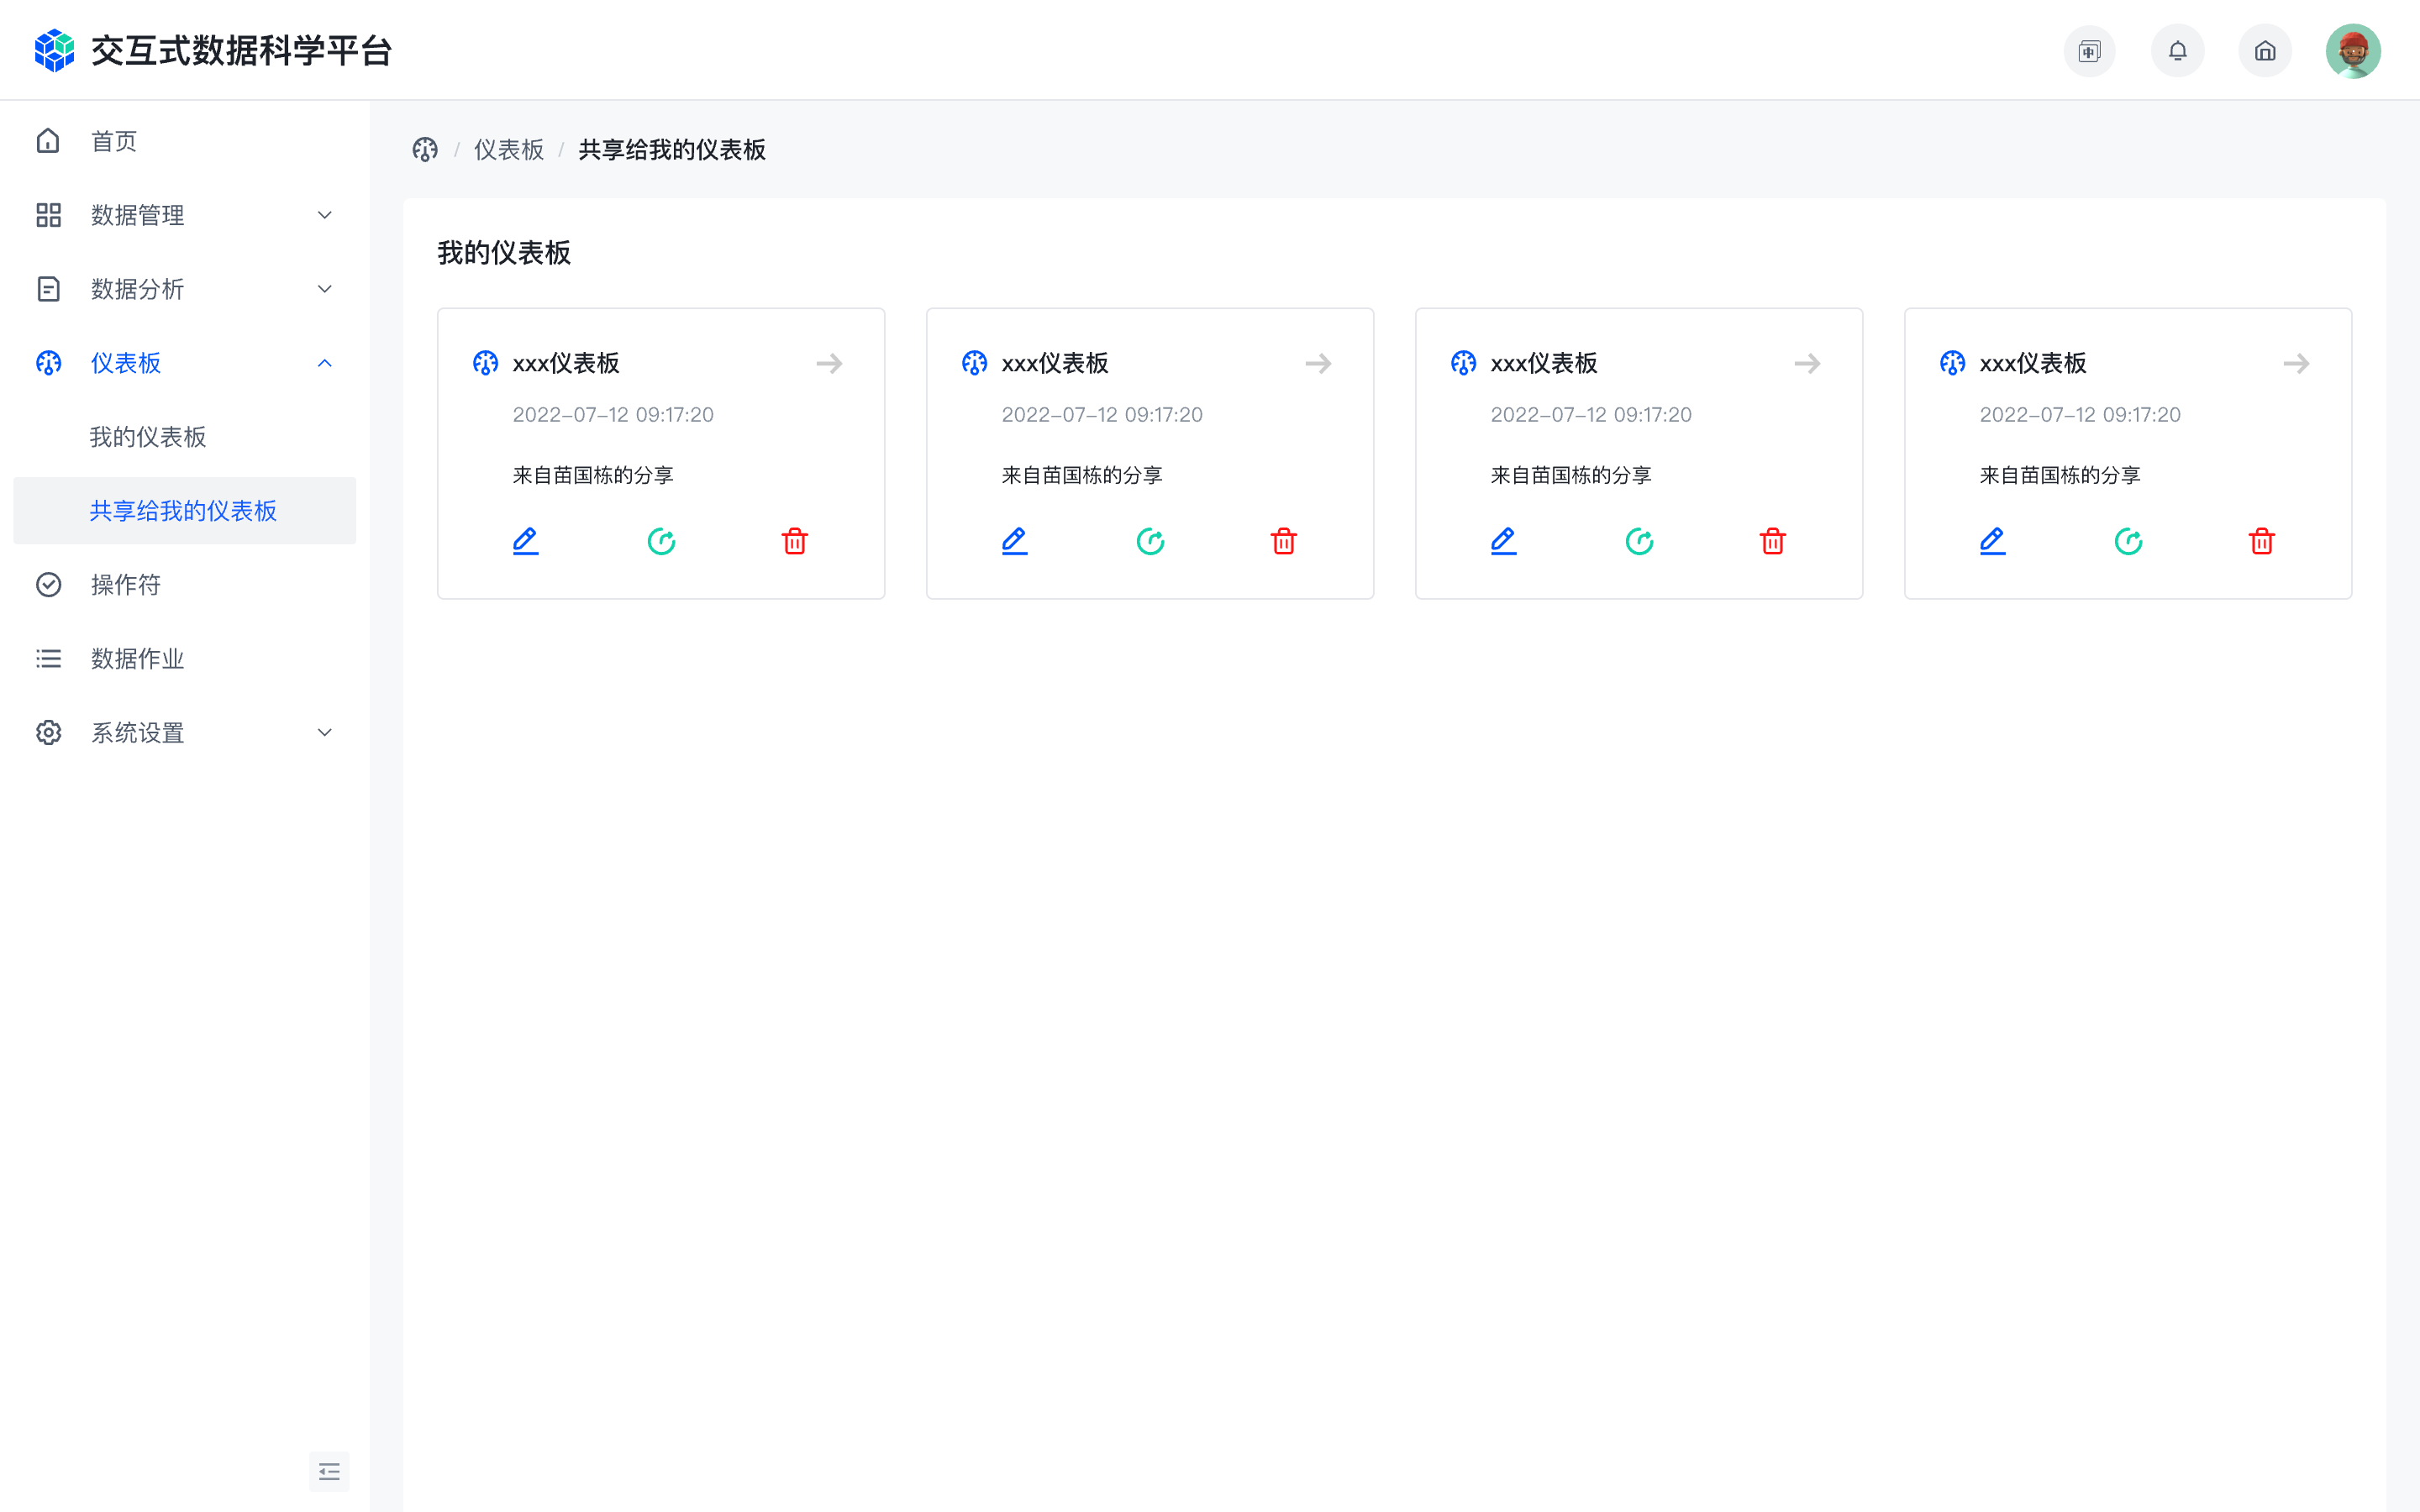 交互式数据科学平台
中
首页
数据管理
数据分析
仪表板
我的仪表板
共享给我的仪表板
操作符
数据作业
系统设置
/ 仪表板 / 共享给我的仪表板
我的仪表板
xxx仪表板
2022-07-12 09:17:20
来自苗国栋的分享
xxx仪表板
2022-07-12 09:17:20
来自苗国栋的分享
xxx仪表板
2022-07-12 09:17:20
来自苗国栋的分享
xxx仪表板
2022-07-12 09:17:20
来自苗国栋的分享